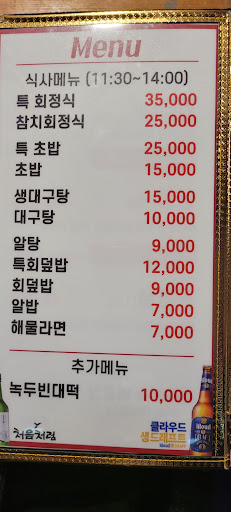 Menu
식사메뉴 (11:30~14:00)
특 회정식 35,000
참치회정식 25,000
특 초밥 25,000
초밥 15,000
생대구탕 15,000
대구탕 10,000
알탕 9,000
특회덮밥 12,000
회덮밥 9,000
알밥 7,000
해물라면 7,000
추가메뉴
녹두빈대떡 10,000
처음처럼
클라우드
생드래프트